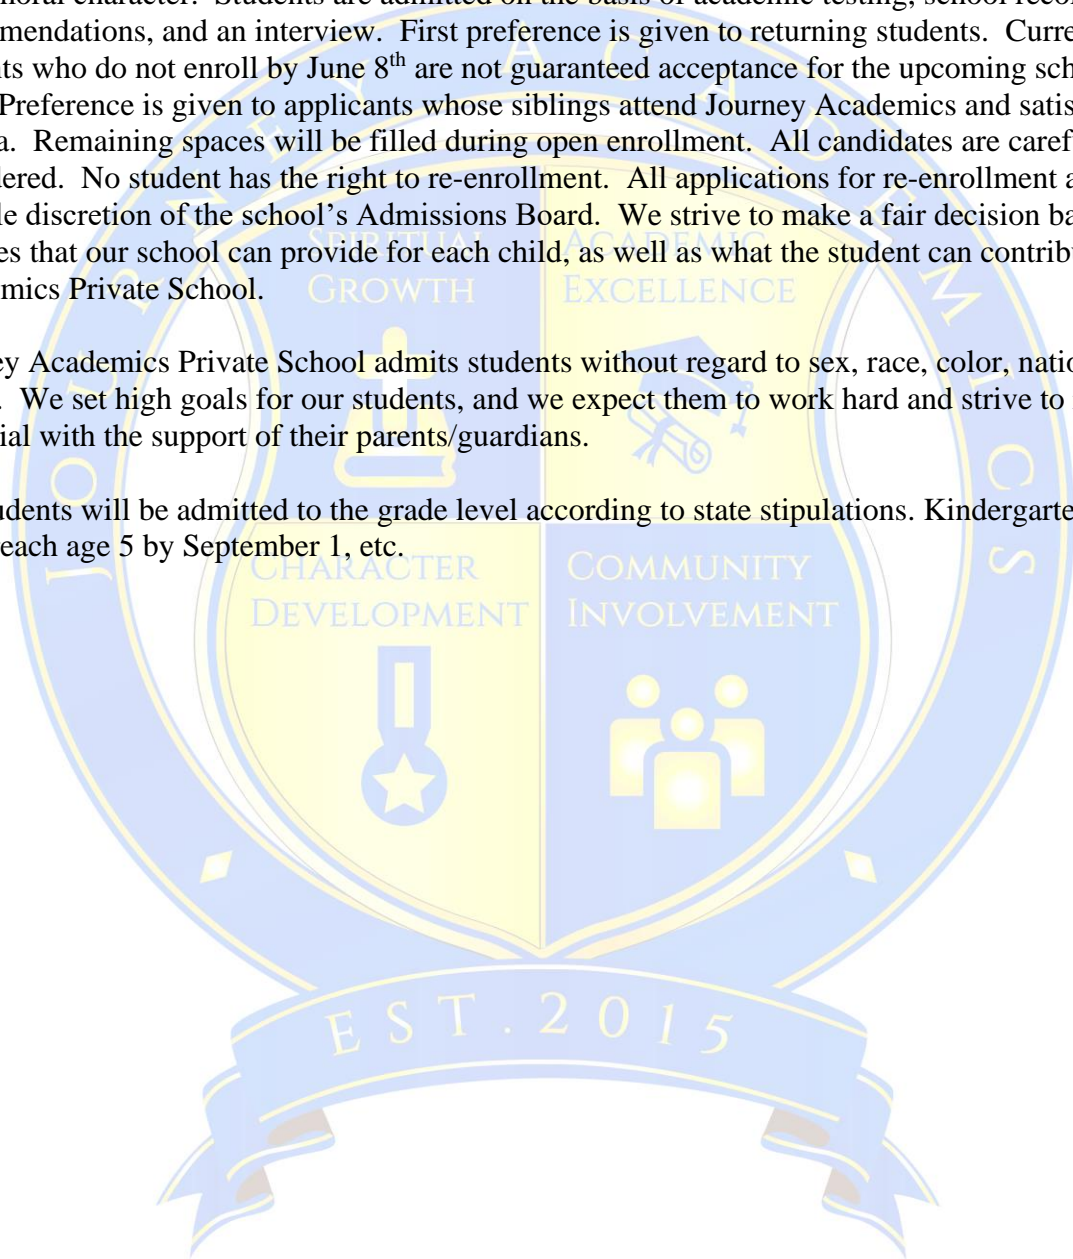 oral character. Students are admitted on the basis of academic testing, school reco
mendations, and an interview. First preference is given to returning students. Curre
nts who do not enroll by June 8th are not guaranteed acceptance for the upcoming sch
Preference is given to applicants whose siblings attend Journey Academics and satis
a. Remaining spaces will be filled during open enrollment. All candidates are caref
dered. No student has the right to re-enrollment. All applications for re-enrollment a
le discretion of the school's Admissions Board. We strive to make a fair decision ba
es that our school can provide for each child, as well as what the student can contribu
mics Private School.
ey Academics Private School admits students without regard to sex, race, color, natio
. We set high goals for our students, and we expect them to work hard and strive to
ial with the support of their parents/guardians.
udents will be admitted to the grade level according to state stipulations. Kindergarte
reach age 5 by September 1, etc.
JOURNEY ACADEMICS
SPIRITUAL
GROWTH
ACADEMIC
EXCELLENCE
CHARACTER
DEVELOPMENT
COMMUNITY
INVOLVEMENT
EST.2015